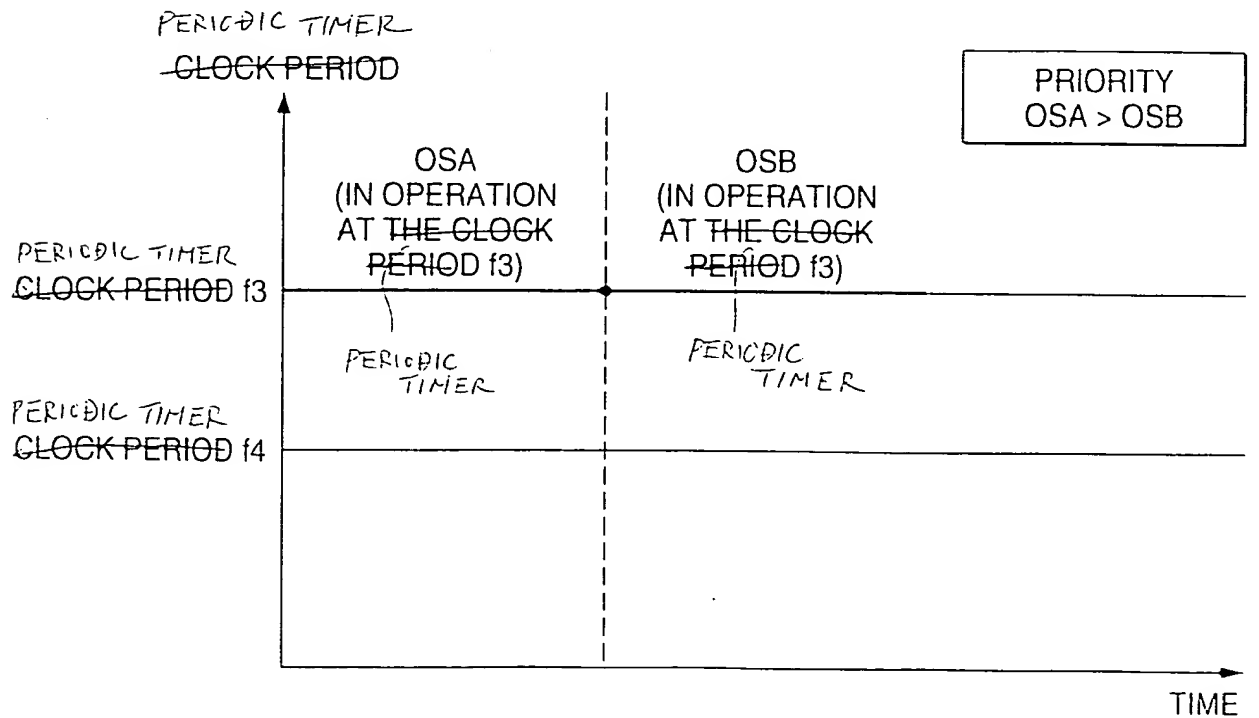 PERIODIC TIMER
CLOCK PERIOD
PRIORITY
OSA > OSB
OSA
(IN OPERATION
AT THE CLOCK
PERIOD f3)
OSB
(IN OPERATION
AT THE CLOCK
PERIOD f3)
PERIODIC TIMER
CLOCK PERIOD f3
PERIODIC
TIMER
PERIODIC
TIMER
PERIODIC TIMER
CLOCK PERIOD f4
TIME